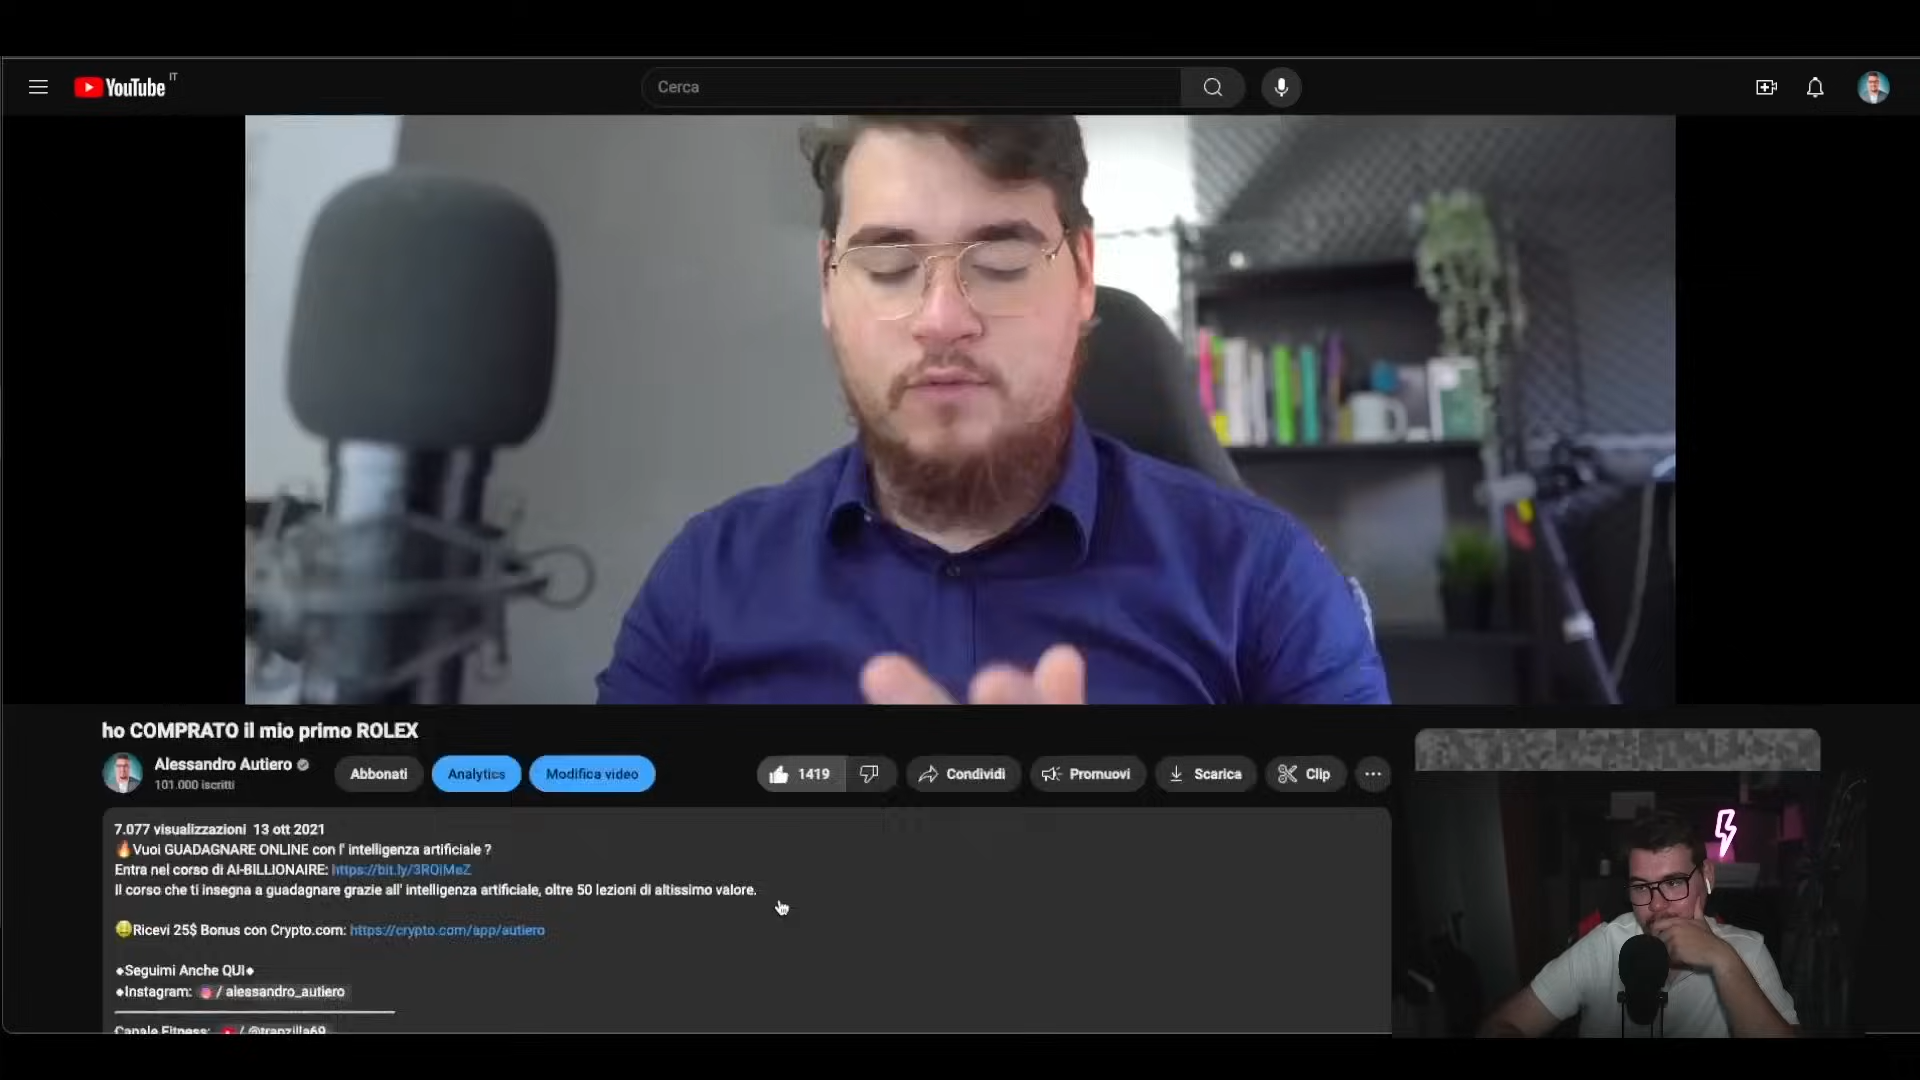 YouTube IT
Cerca
ho COMPRATO il mio primo ROLEX
Alessandro Autiero
101.000 iscritti
Abbonati
Analytics
Modifica video
1419
Condividi
Promuovi
Scarica
Clip
7.077 visualizzazioni 13 ott 2021
🔥Vuoi GUADAGNARE ONLINE con l' intelligenza artificiale ?
Entra nel corso di AI-BILLIONAIRE: https://bit.ly/3RQjMeZ
Il corso che ti insegna a guadagnare grazie all' intelligenza artificiale, oltre 50 lezioni di altissimo valore.
🤑Ricevi 25$ Bonus con Crypto.com: https://crypto.com/app/autiero
♦Seguimi Anche QUI♦
♦Instagram: / alessandro_autiero
Canale Fitness: / @tranzilla69